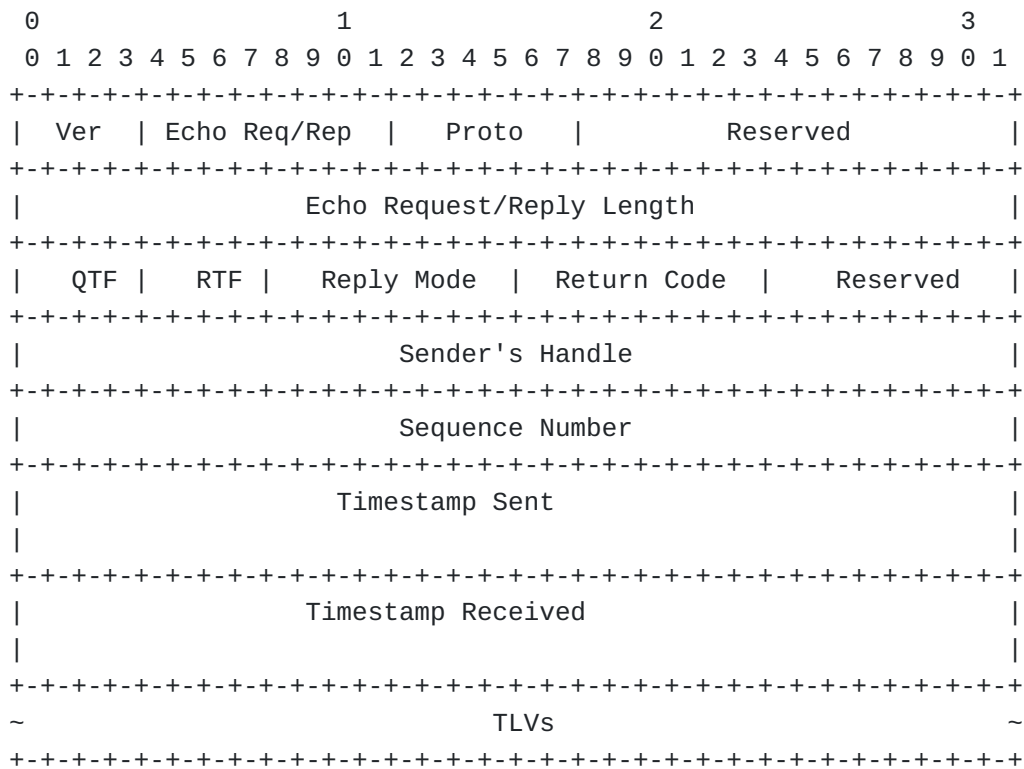 0                   1                   2                   3
 0 1 2 3 4 5 6 7 8 9 0 1 2 3 4 5 6 7 8 9 0 1 2 3 4 5 6 7 8 9 0 1
+-+-+-+-+-+-+-+-+-+-+-+-+-+-+-+-+-+-+-+-+-+-+-+-+-+-+-+-+-+-+-+-+
|  Ver  | Echo Req/Rep  |   Proto   |         Reserved          |
+-+-+-+-+-+-+-+-+-+-+-+-+-+-+-+-+-+-+-+-+-+-+-+-+-+-+-+-+-+-+-+-+
|                  Echo Request/Reply Length                    |
+-+-+-+-+-+-+-+-+-+-+-+-+-+-+-+-+-+-+-+-+-+-+-+-+-+-+-+-+-+-+-+-+
|   QTF |   RTF |   Reply Mode  |  Return Code  |    Reserved   |
+-+-+-+-+-+-+-+-+-+-+-+-+-+-+-+-+-+-+-+-+-+-+-+-+-+-+-+-+-+-+-+-+
|                        Sender's Handle                        |
+-+-+-+-+-+-+-+-+-+-+-+-+-+-+-+-+-+-+-+-+-+-+-+-+-+-+-+-+-+-+-+-+
|                        Sequence Number                        |
+-+-+-+-+-+-+-+-+-+-+-+-+-+-+-+-+-+-+-+-+-+-+-+-+-+-+-+-+-+-+-+-+
|                    Timestamp Sent                             |
|                                                               |
+-+-+-+-+-+-+-+-+-+-+-+-+-+-+-+-+-+-+-+-+-+-+-+-+-+-+-+-+-+-+-+-+
|                  Timestamp Received                           |
|                                                               |
+-+-+-+-+-+-+-+-+-+-+-+-+-+-+-+-+-+-+-+-+-+-+-+-+-+-+-+-+-+-+-+-+
~                              TLVs                             ~
+-+-+-+-+-+-+-+-+-+-+-+-+-+-+-+-+-+-+-+-+-+-+-+-+-+-+-+-+-+-+-+-+